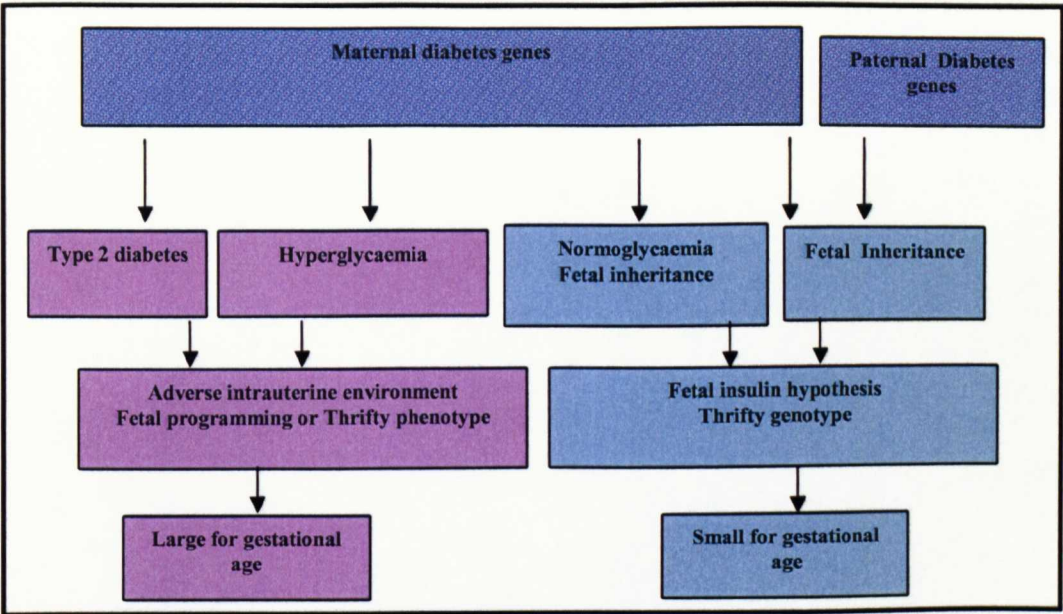 Maternal diabetes genes
Paternal Diabetes
genes
Type 2 diabetes
Hyperglycaemia
Normoglycaemia
Fetal inheritance
Fetal Inheritance
Adverse intrauterine environment
Fetal programming or Thrifty phenotype
Fetal insulin hypothesis
Thrifty genotype
Large for gestational
age
Small for gestational
age